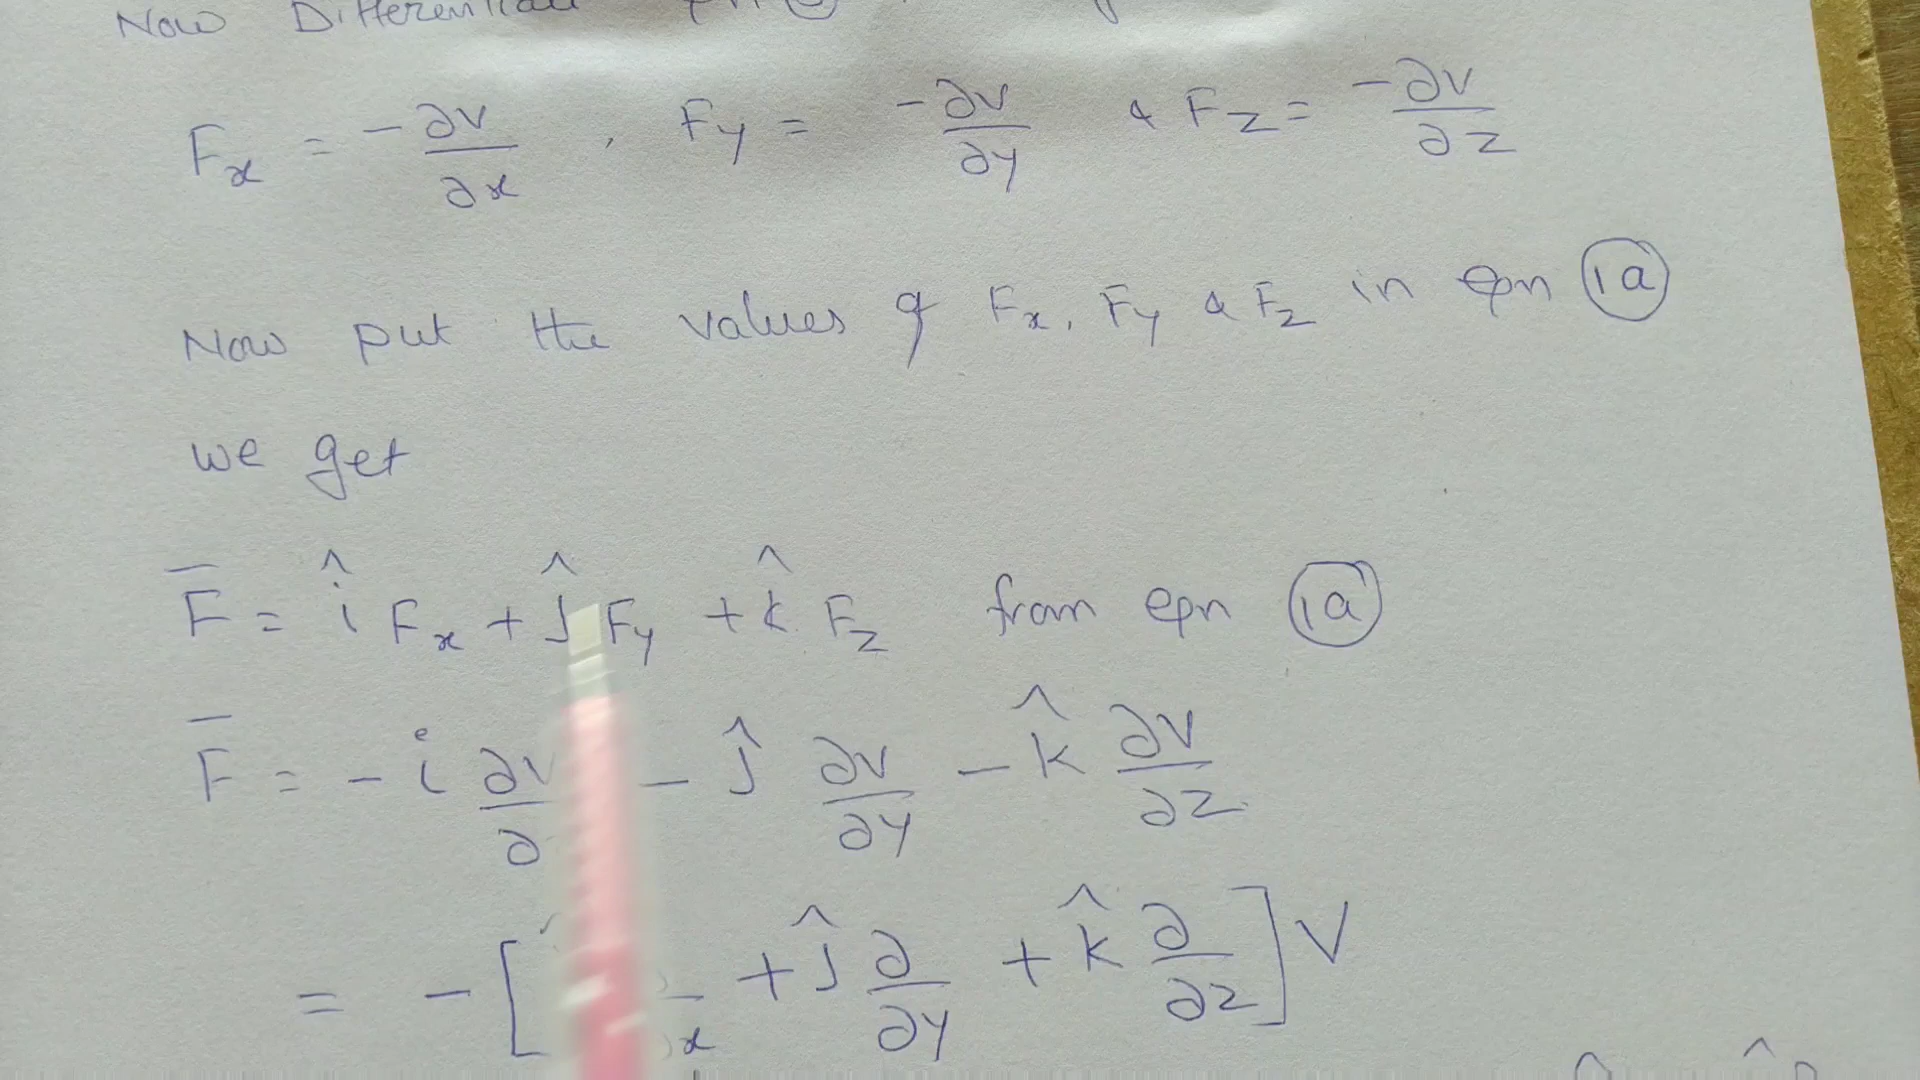 Now Differentiate
Fx = -∂V/∂x , Fy = -∂V/∂y & Fz = -∂V/∂z
Now put the values of Fx, Fy & Fz in eqn (1a)
we get
F̄ = î Fx + ĵ Fy + k̂ Fz from eqn (1a)
F̄ = - i ∂V/∂ - ĵ ∂V/∂y - k̂ ∂V/∂z
= - [ x + ĵ ∂/∂y + k̂ ∂/∂z ] V